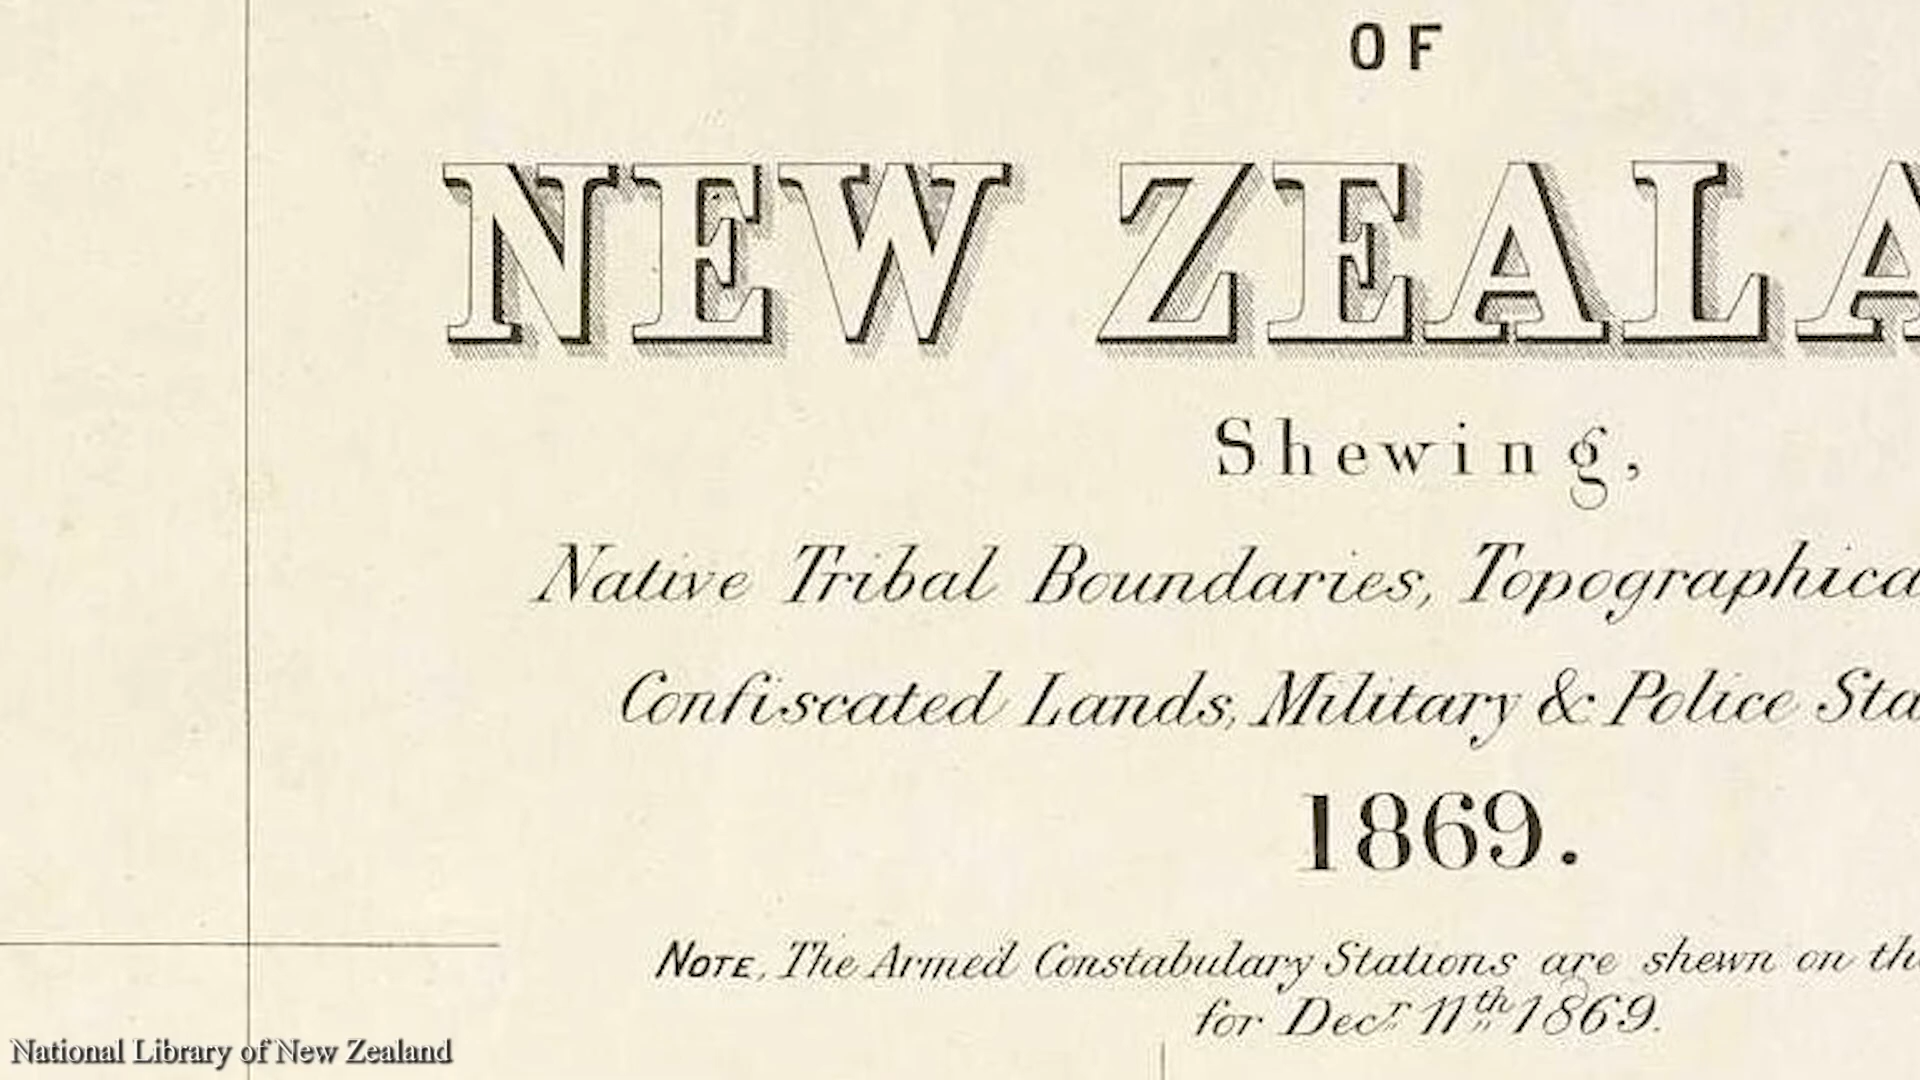 OF
NEW ZEALA
Shewing,
Native Tribal Boundaries, Topographica
Confiscated Lands, Military & Police Sta
1869.
NOTE, The Armed Constabulary Stations are shewn on th
for Decr 11th 1869.
National Library of New Zealand